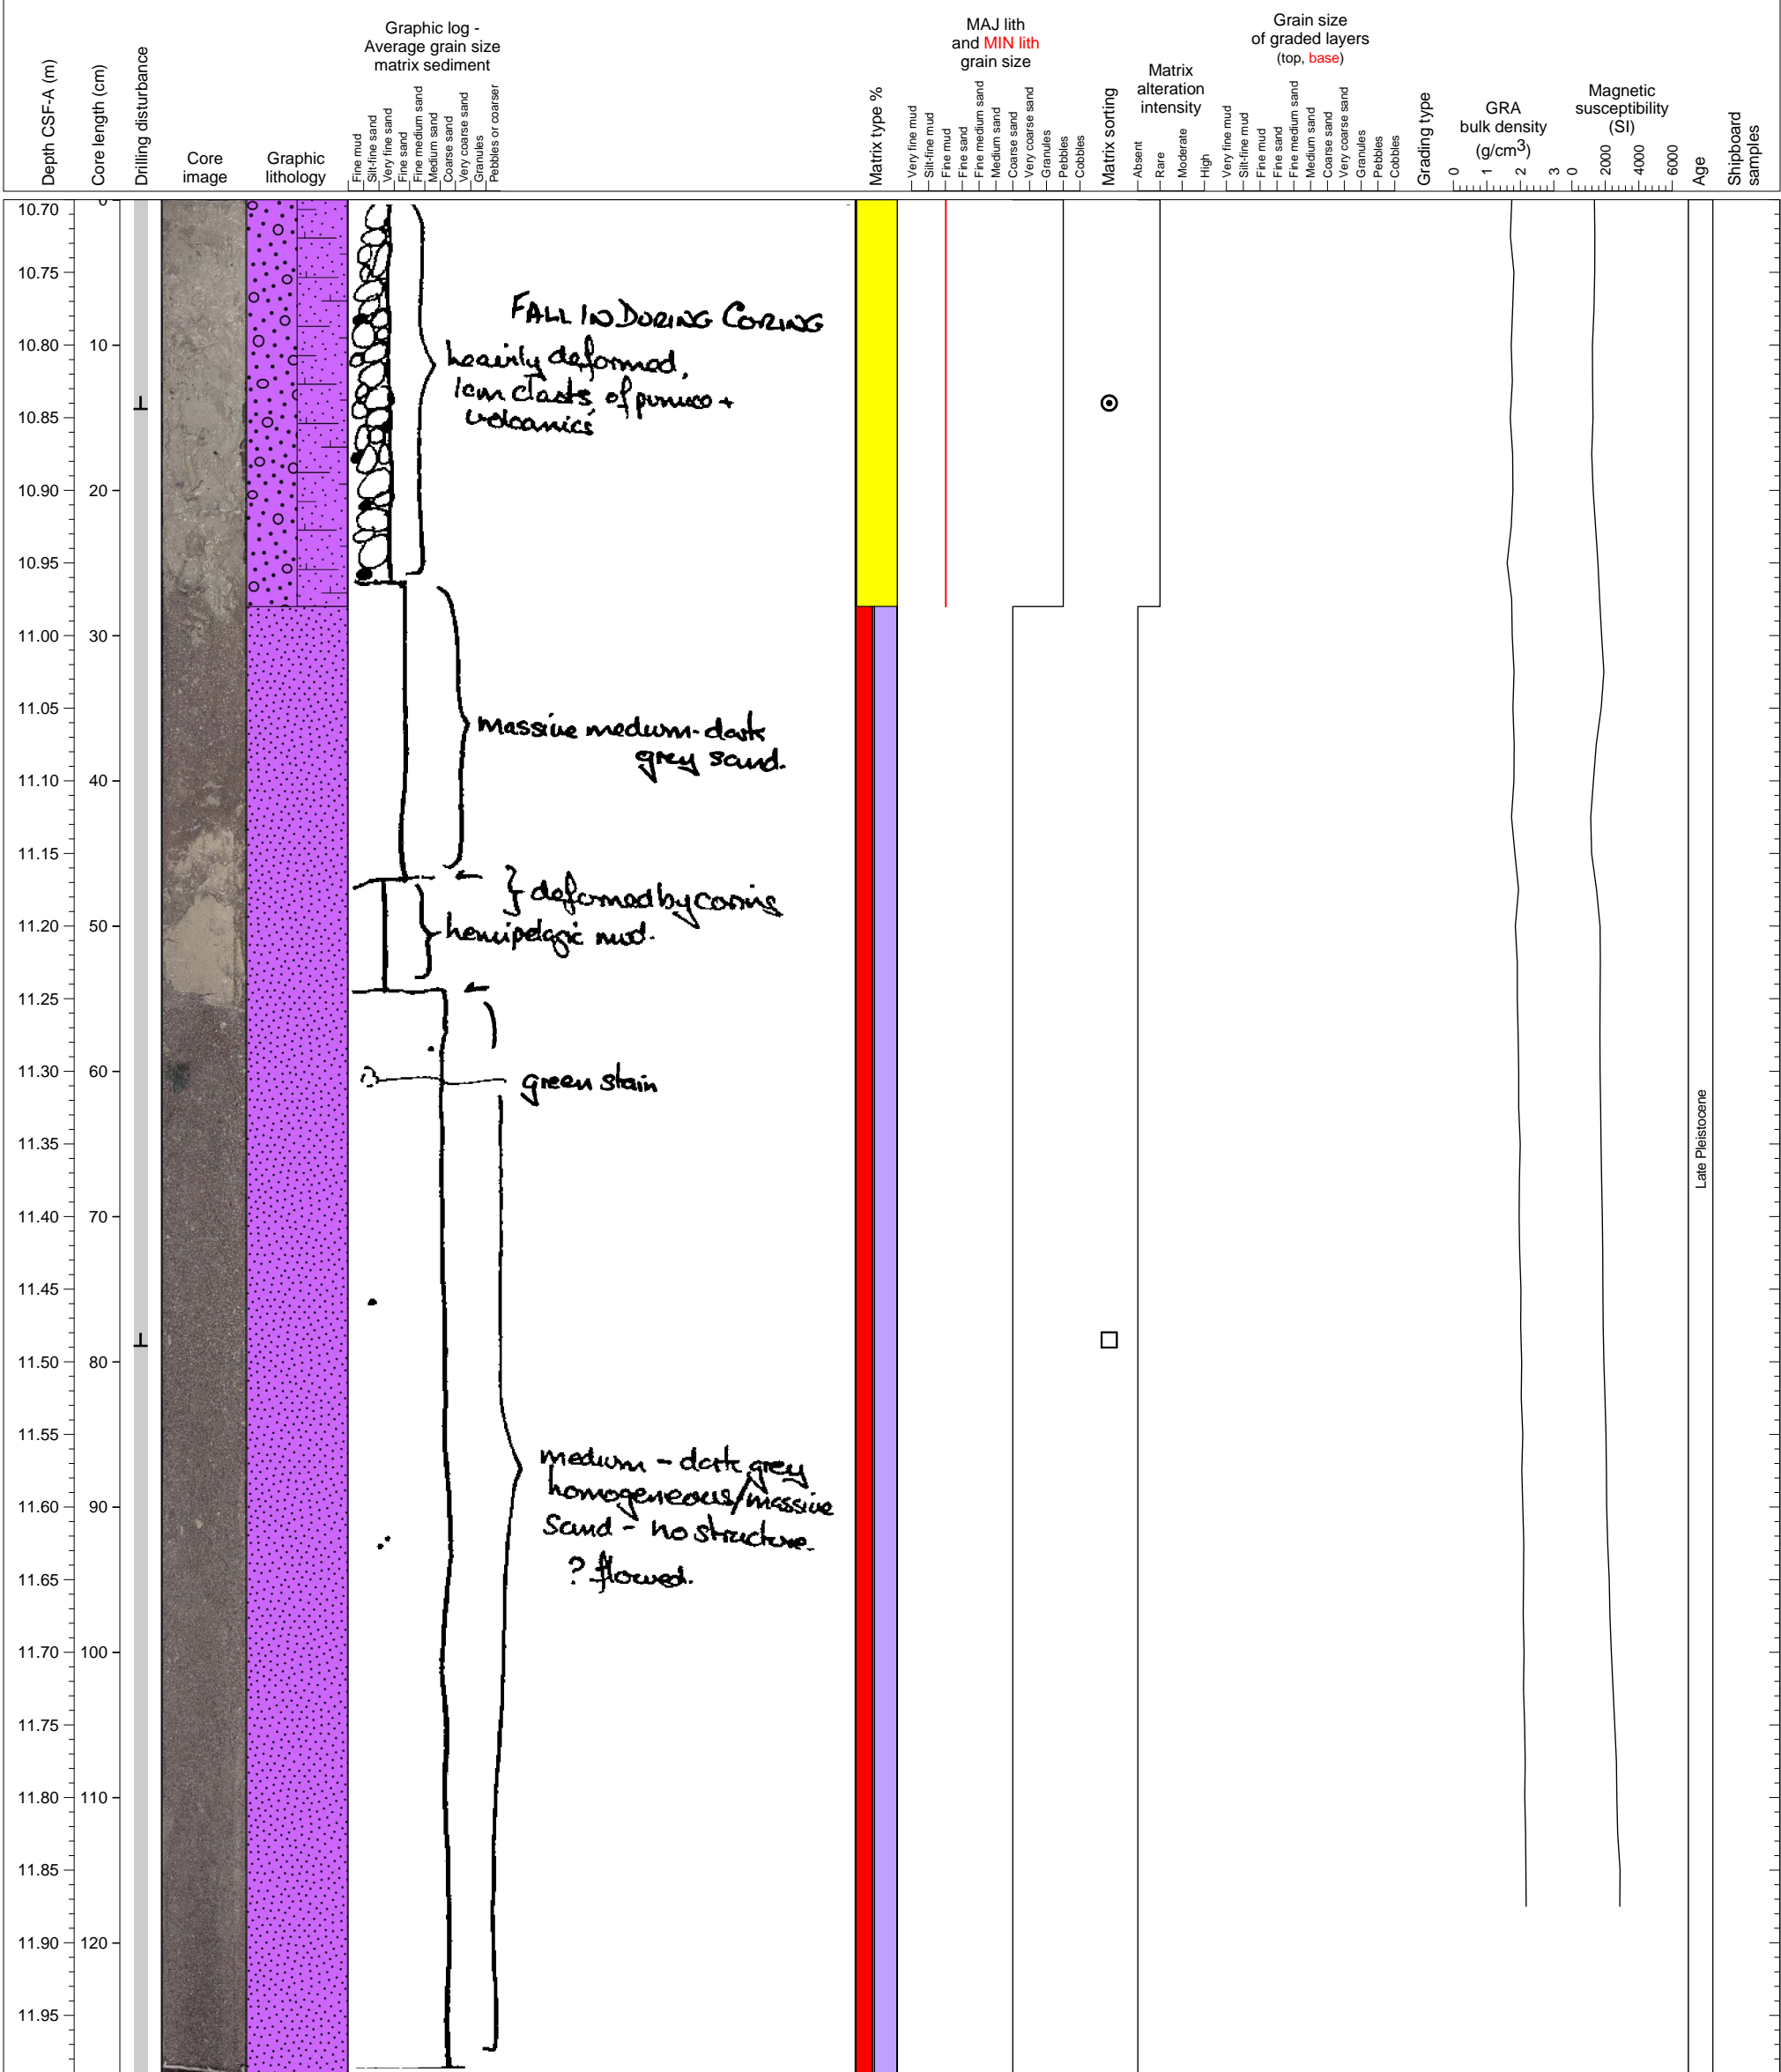 Depth CSF-A (m)
Core length (cm)
Drilling disturbance
Core
image
Graphic
lithology
Graphic log -
Average grain size
matrix sediment
Fine mud
Silt-fine sand
Very fine sand
Fine sand
Fine medium sand
Medium sand
Coarse sand
Very coarse sand
Granules
Pebbles or coarser
Matrix type %
MAJ lith
and MIN lith
grain size
Very fine mud
Silt-fine mud
Fine mud
Fine sand
Fine medium sand
Medium sand
Coarse sand
Very coarse sand
Granules
Pebbles
Cobbles
Matrix sorting
Matrix
alteration
intensity
Absent
Rare
Moderate
High
Grain size
of graded layers
(top, base)
Very fine mud
Silt-fine mud
Fine mud
Fine sand
Fine medium sand
Medium sand
Coarse sand
Very coarse sand
Granules
Pebbles
Cobbles
Grading type
GRA
bulk density
(g/cm3)
0 1 2 3
Magnetic
susceptibility
(SI)
0 2000 4000 6000
Age
Shipboard
samples
10.70 0
10.75
10.80 10
10.85
10.90 20
10.95
11.00 30
11.05
11.10 40
11.15
11.20 50
11.25
11.30 60
11.35
11.40 70
11.45
11.50 80
11.55
11.60 90
11.65
11.70 100
11.75
11.80 110
11.85
11.90 120
11.95
FALL IN DURING CORING
heavily deformed,
1cm clasts of pumice +
volcanics
massive medium-dark
grey sand.
} deformed by coring
hemipelagic mud.
green stain
medium - dark grey
homogeneous/massive
Sand - no structure.
? flowed.
Late Pleistocene